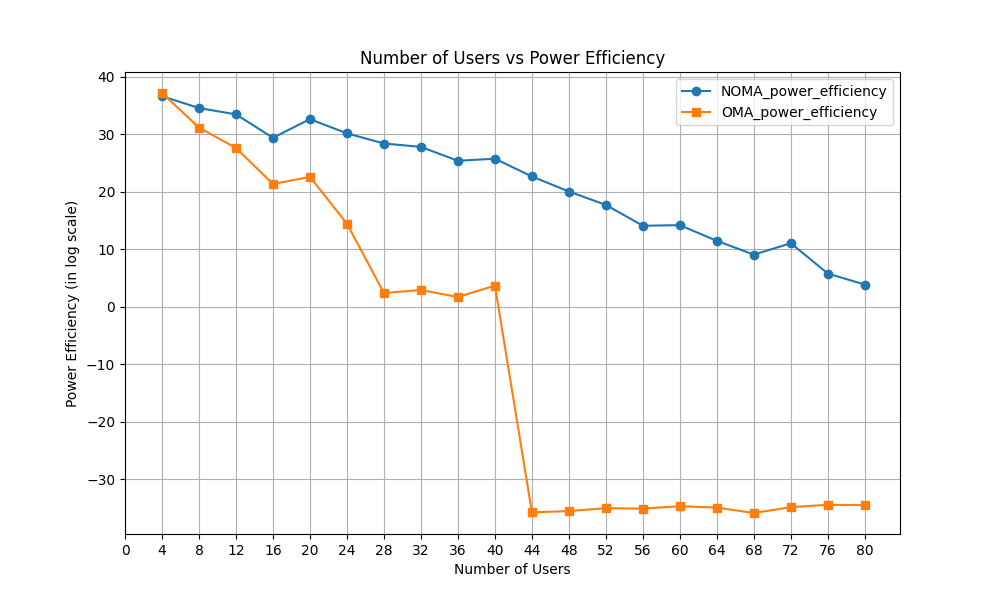 Number of Users vs Power Efficiency
NOMA_power_efficiency
OMA_power_efficiency
Power Efficiency (in log scale)
40
30
20
10
0
−10
−20
−30
0 4 8 12 16 20 24 28 32 36 40 44 48 52 56 60 64 68 72 76 80
Number of Users